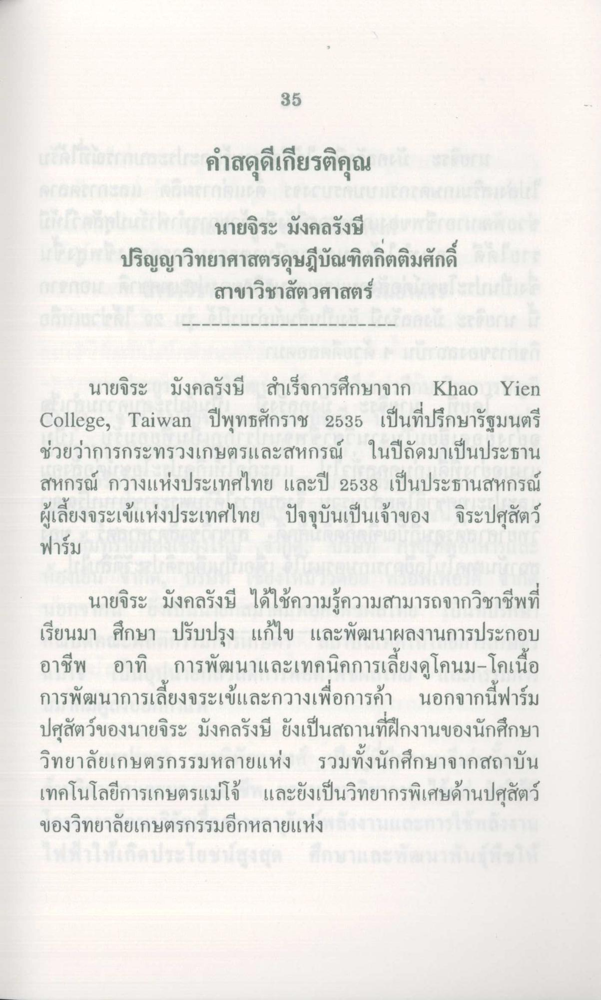 35
คำสดุดีเกียรติคุณ
นายจิระ มังคลรังษี
ปริญญาวิทยาศาสตรดุษฎีบัณฑิตกิ่ตติมศักดิ์
สาขาวิชาสัตวศาสตร์
----------------------
นายจิระ มังคลรังษี สำเร็จการศึกษาจาก Khao Yien
College, Taiwan ปีพุทธศักราช 2535 เป็นที่ปรึกษารัฐมนตรี
ช่วยว่าการกระทรวงเกษตรและสหกรณ์ ในปีถัดมาเป็นประธาน
สหกรณ์ กวางแห่งประเทศไทย และปี 2538 เป็นประธานสหกรณ์
ผู้เลี้ยงจระเข้แห่งประเทศไทย ปัจจุบันเป็นเจ้าของ จิระปศุสัตว์
ฟาร์ม
นายจิระ มังคลรังษี ได้ใช้ความรู้ความสามารถจากวิชาชีพที่
เรียนมา ศึกษา ปรับปรุง แก้ไข และพัฒนาผลงานการประกอบ
อาชีพ อาทิ การพัฒนาและเทคนิคการเลี้ยงดูโคนม-โคเนื้อ
การพัฒนาการเลี้ยงจระเข้และกวางเพื่อการค้า นอกจากนี้ฟาร์ม
ปศุสัตว์ของนายจิระ มังคลรังษี ยังเป็นสถานที่ฝึกงานของนักศึกษา
วิทยาลัยเกษตรกรรมหลายแห่ง รวมทั้งนักศึกษาจากสถาบัน
เทคโนโลยีการเกษตรแม่โจ้ และยังเป็นวิทยากรพิเศษด้านปศุสัตว์
ของวิทยาลัยเกษตรกรรมอีกหลายแห่ง